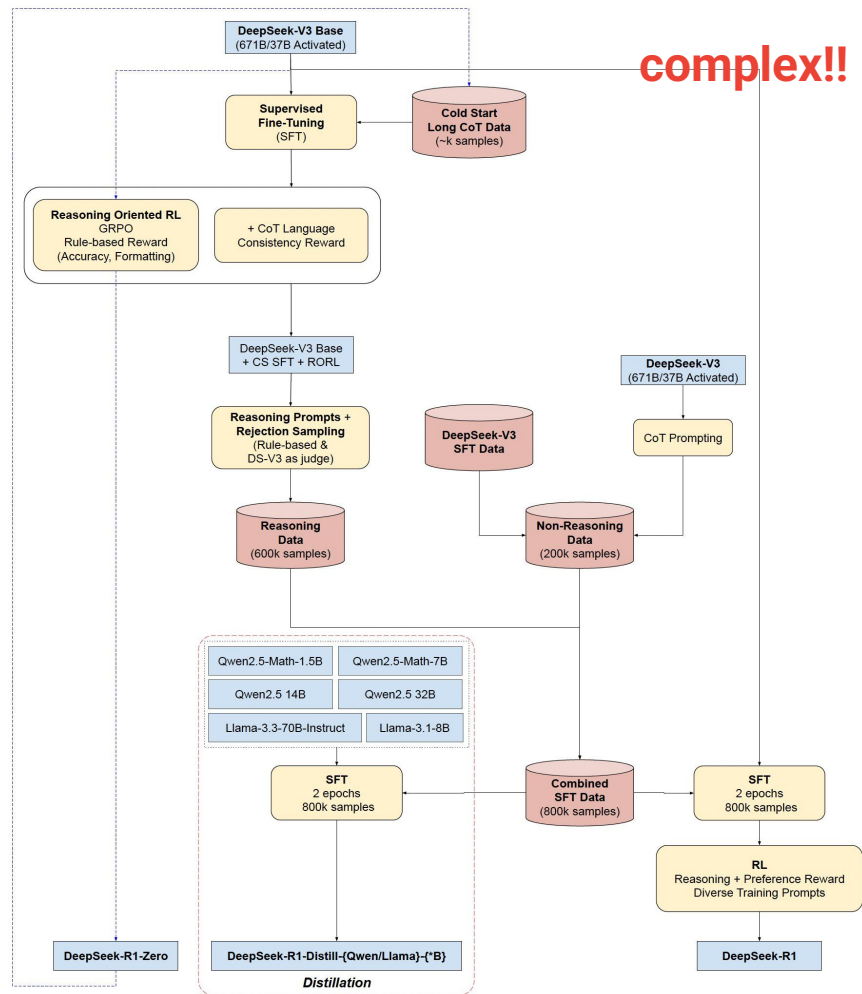 DeepSeek-V3 Base
(671B/37B Activated)
complex!!
Supervised
Fine-Tuning
(SFT)
Cold Start
Long CoT Data
(~k samples)
Reasoning Oriented RL
GRPO
Rule-based Reward
(Accuracy, Formatting)
+ CoT Language
Consistency Reward
DeepSeek-V3 Base
+ CS SFT + RORL
DeepSeek-V3
(671B/37B Activated)
Reasoning Prompts +
Rejection Sampling
(Rule-based &
DS-V3 as judge)
DeepSeek-V3
SFT Data
CoT Prompting
Reasoning
Data
(600k samples)
Non-Reasoning
Data
(200k samples)
Qwen2.5-Math-1.5B
Qwen2.5-Math-7B
Qwen2.5 14B
Qwen2.5 32B
Llama-3.3-70B-Instruct
Llama-3.1-8B
SFT
2 epochs
800k samples
Combined
SFT Data
(800k samples)
SFT
2 epochs
800k samples
RL
Reasoning + Preference Reward
Diverse Training Prompts
DeepSeek-R1-Zero
DeepSeek-R1-Distill-{Qwen/Llama}-{*B}
DeepSeek-R1
Distillation